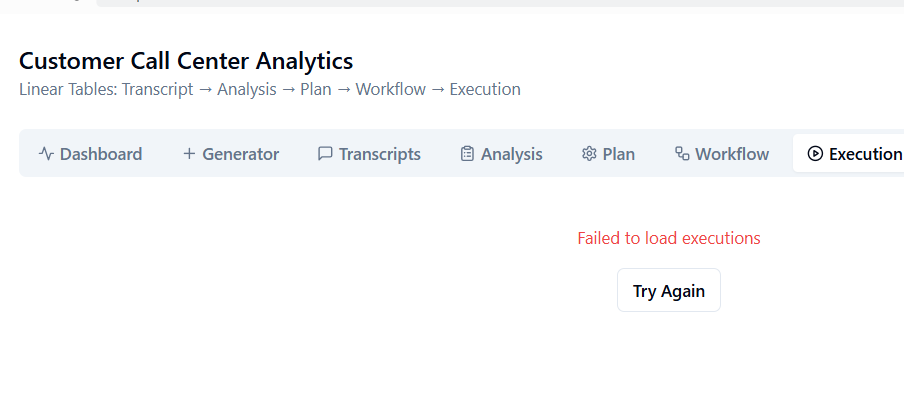 Customer Call Center Analytics
Linear Tables: Transcript → Analysis → Plan → Workflow → Execution
Dashboard Generator Transcripts Analysis Plan Workflow Execution
Failed to load executions
Try Again